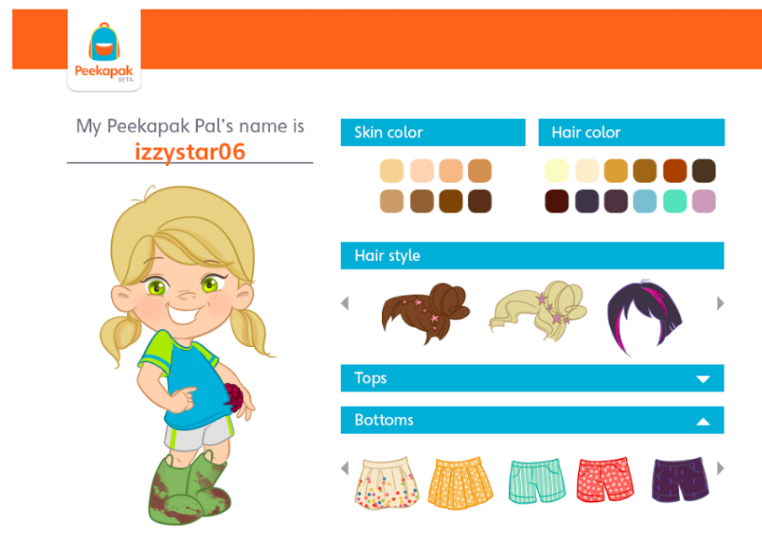 Peekapak
BETA
My Peekapak Pal's name is
izzystar06
Skin color
Hair color
Hair style
Tops
Bottoms